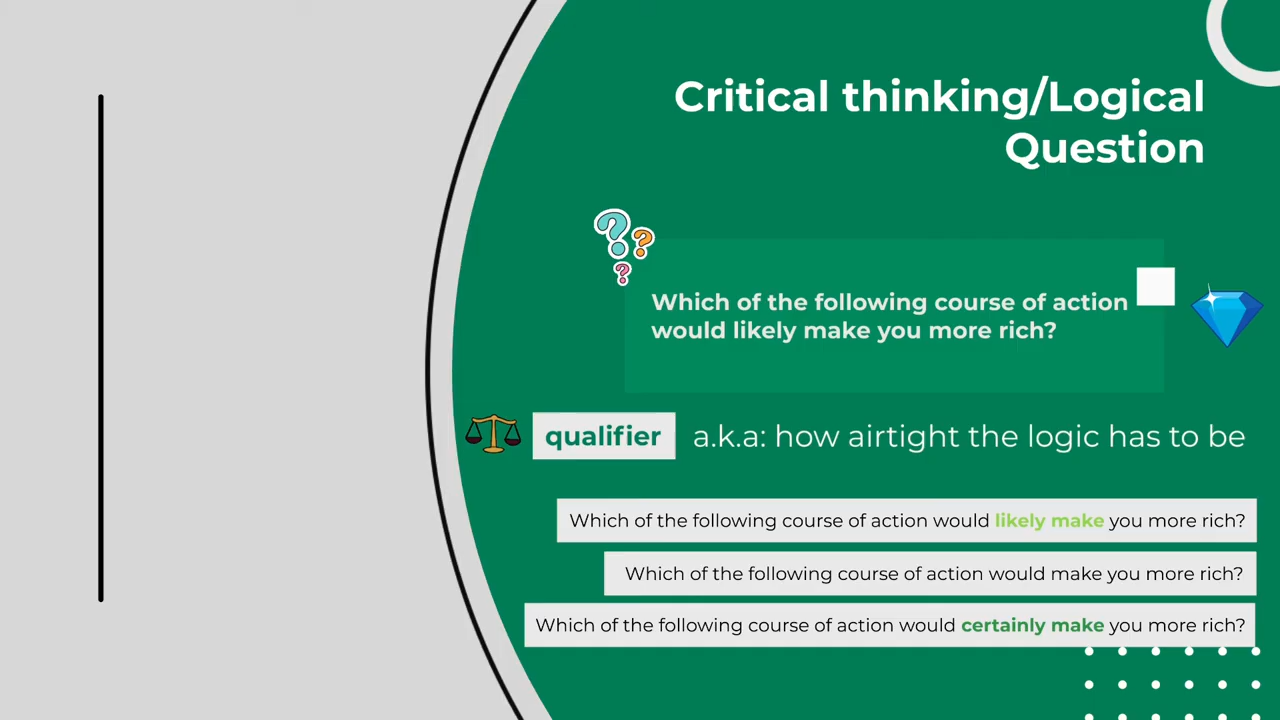 Critical thinking/Logical
Question
Which of the following course of action
would likely make you more rich?
qualifier a.k.a: how airtight the logic has to be
Which of the following course of action would likely make you more rich?
Which of the following course of action would make you more rich?
Which of the following course of action would certainly make you more rich?